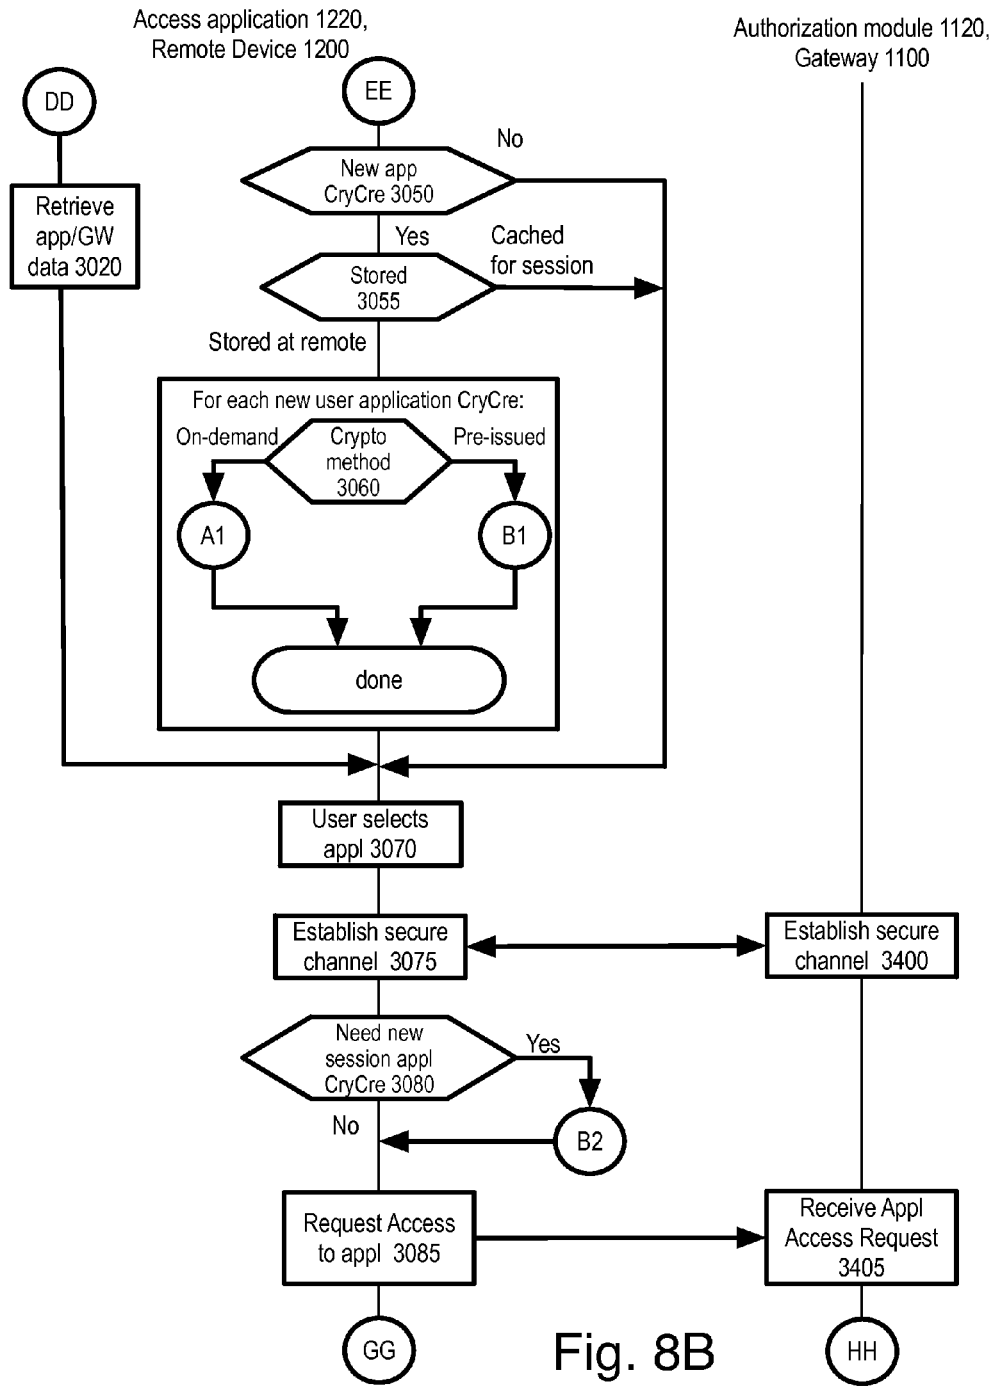 Access application 1220,
Remote Device 1200
Authorization module 1120,
Gateway 1100
DD
EE
No
New app
CryCre 3050
Retrieve
app/GW
data 3020
Yes
Cached
for session
Stored
3055
Stored at remote
For each new user application CryCre:
On-demand
Crypto
method
3060
Pre-issued
A1
B1
done
User selects
appl 3070
Establish secure
channel 3075
Establish secure
channel 3400
Need new
session appl
CryCre 3080
Yes
No
B2
Request Access
to appl 3085
Receive Appl
Access Request
3405
GG
Fig. 8B
HH